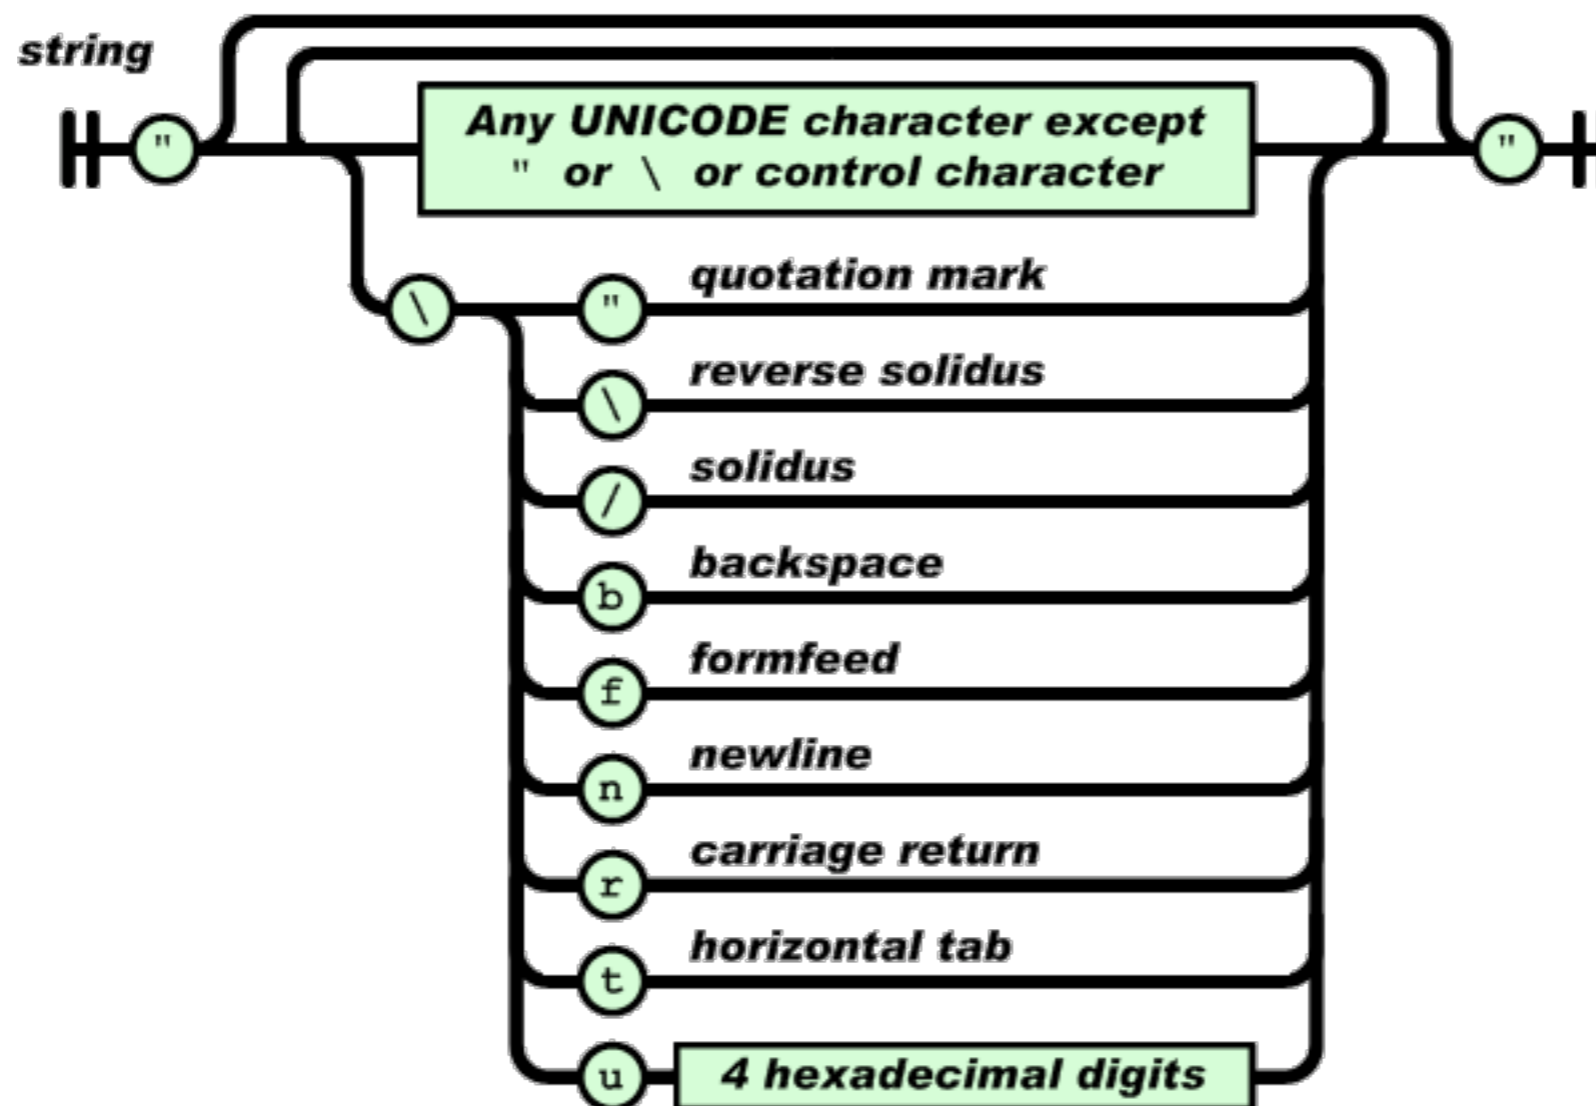 string
" Any UNICODE character except "
" or \ or control character
quotation mark
\ "
reverse solidus
\
solidus
/
backspace
b
formfeed
f
newline
n
carriage return
r
horizontal tab
t
u 4 hexadecimal digits